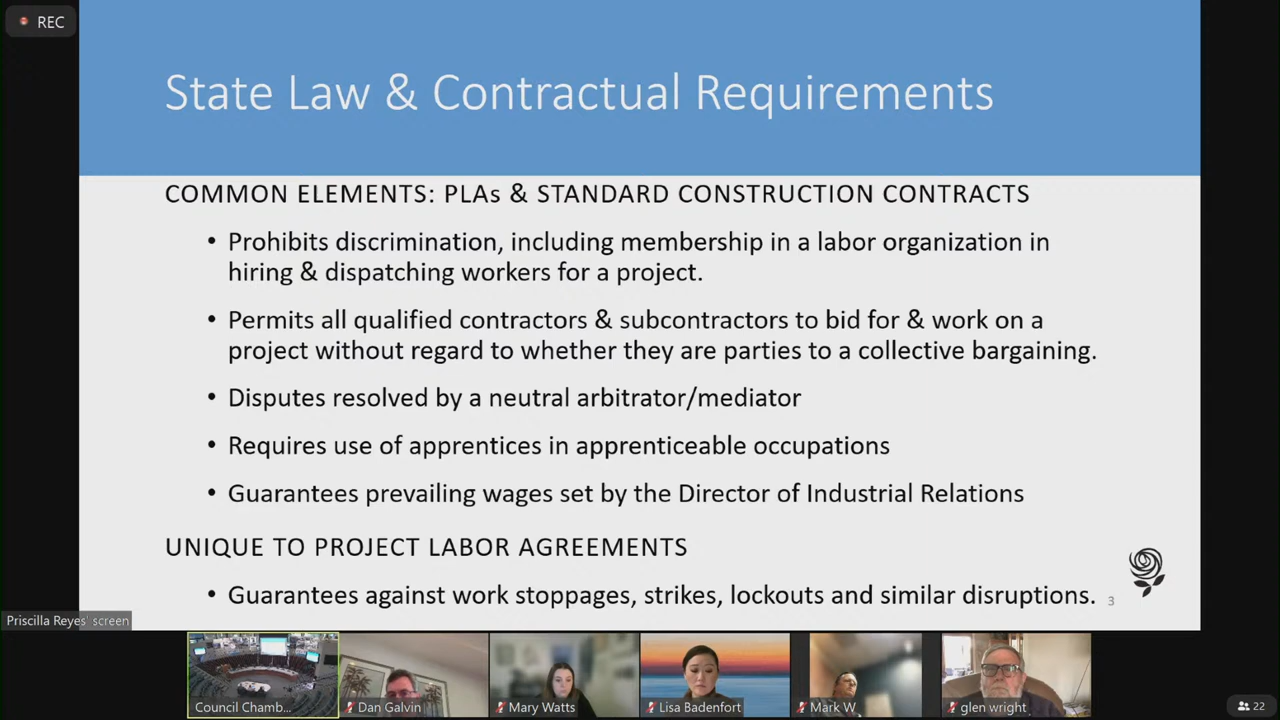 REC
State Law & Contractual Requirements
COMMON ELEMENTS: PLAs & STANDARD CONSTRUCTION CONTRACTS
• Prohibits discrimination, including membership in a labor organization in
hiring & dispatching workers for a project.
• Permits all qualified contractors & subcontractors to bid for & work on a
project without regard to whether they are parties to a collective bargaining.
• Disputes resolved by a neutral arbitrator/mediator
• Requires use of apprentices in apprenticeable occupations
• Guarantees prevailing wages set by the Director of Industrial Relations
UNIQUE TO PROJECT LABOR AGREEMENTS
• Guarantees against work stoppages, strikes, lockouts and similar disruptions.
3
Priscilla Reyes' screen
Council Chamb...
Dan Galvin
Mary Watts
Lisa Badenfort
Mark W
glen wright
22